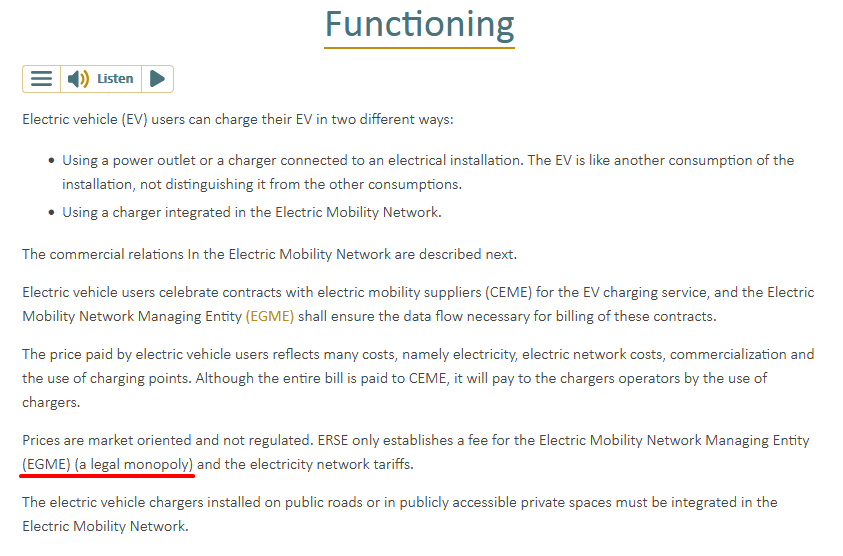 Functioning
Listen
Electric vehicle (EV) users can charge their EV in two different ways:
Using a power outlet or a charger connected to an electrical installation. The EV is like another consumption of the
installation, not distinguishing it from the other consumptions.
Using a charger integrated in the Electric Mobility Network.
The commercial relations In the Electric Mobility Network are described next.
Electric vehicle users celebrate contracts with electric mobility suppliers (CEME) for the EV charging service, and the Electric
Mobility Network Managing Entity (EGME) shall ensure the data flow necessary for billing of these contracts.
The price paid by electric vehicle users reflects many costs, namely electricity, electric network costs, commercialization and
the use of charging points. Although the entire bill is paid to CEME, it will pay to the chargers operators by the use of
chargers.
Prices are market oriented and not regulated. ERSE only establishes a fee for the Electric Mobility Network Managing Entity
(EGME) (a legal monopoly) and the electricity network tariffs.
The electric vehicle chargers installed on public roads or in publicly accessible private spaces must be integrated in the
Electric Mobility Network.